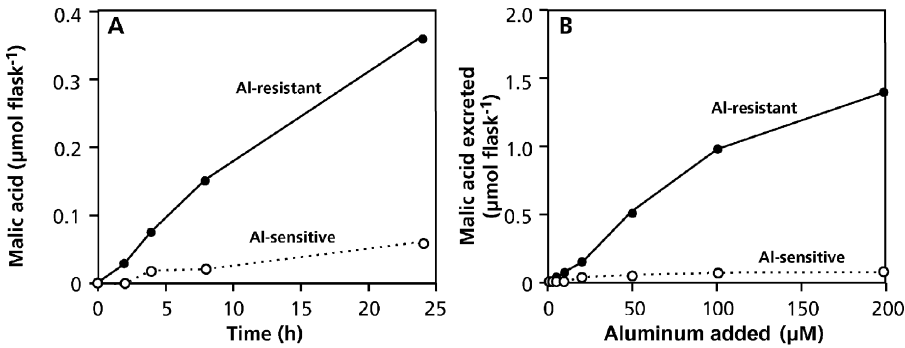 A
Malic acid (μmol flask⁻¹)
0.4
0.3
0.2
0.1
0
Al-resistant
Al-sensitive
0 5 10 15 20 25
Time (h)
B
Malic acid excreted
(μmol flask⁻¹)
2.0
1.5
1.0
0.5
0
Al-resistant
Al-sensitive
0 50 100 150 200
Aluminum added (μM)